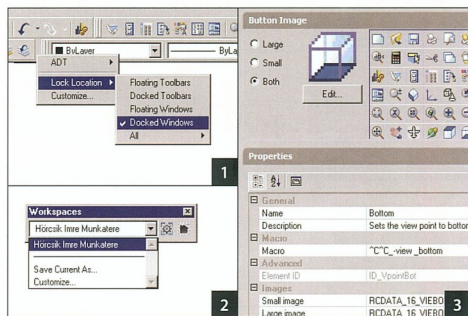 ByLayer
ByLa
ADT
Lock Location
Customize...
Floating Toolbars
Docked Toolbars
Floating Windows
Docked Windows
All
1
Workspaces
Hörcsik Imre Munkatere
Hörcsik Imre Munkatere
Save Current As...
Customize...
2
Button Image
Large
Small
Both
Edit...
Properties
General
Name Bottom
Description Sets the view point to bottom
Macro
Macro ^C^C_-view _bottom
Advanced
Element ID ID_VpointBot
Images
Small image RCDATA_16_VIEBO
Large image RCDATA_16_VIEBO
3